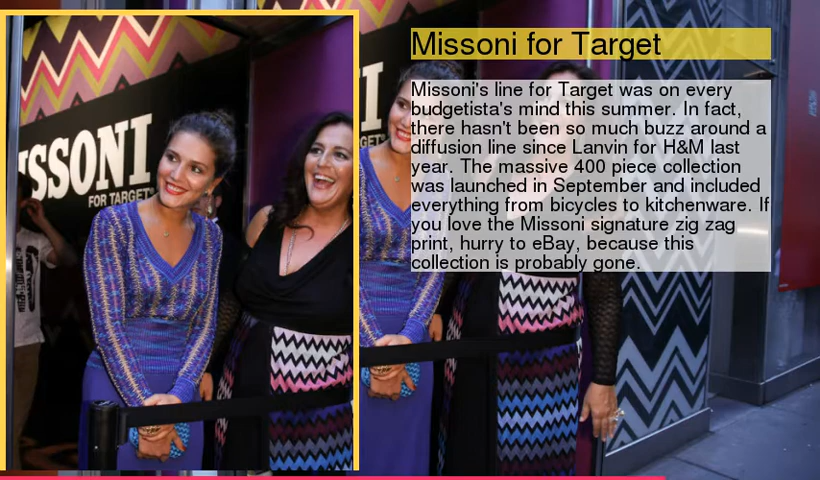 Missoni for Target
Missoni's line for Target was on every
budgetista's mind this summer. In fact,
there hasn't been so much buzz around a
diffusion line since Lanvin for H&M last
year. The massive 400 piece collection
was launched in September and included
everything from bicycles to kitchenware. If
you love the Missoni signature zig zag
print, hurry to eBay, because this
collection is probably gone.
ISSONI
FOR TARGET